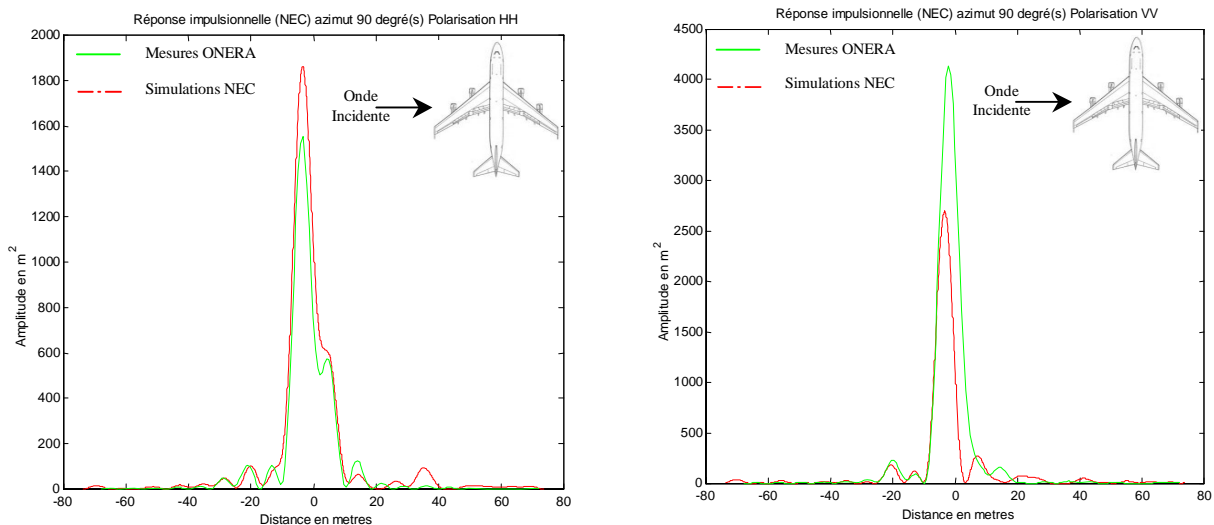 Réponse impulsionnelle (NEC) azimut 90 degré(s) Polarisation HH
2000
1800
1600
1400
1200
1000
800
600
400
200
0
Amplitude en m²
Mesures ONERA
Simulations NEC
Onde
Incidente
-80 -60 -40 -20 0 20 40 60 80
Distance en metres
Réponse impulsionnelle (NEC) azimut 90 degré(s) Polarisation VV
4500
4000
3500
3000
2500
2000
1500
1000
500
0
Amplitude en m²
Mesures ONERA
Simulations NEC
Onde
Incidente
-80 -60 -40 -20 0 20 40 60 80
Distance en metres